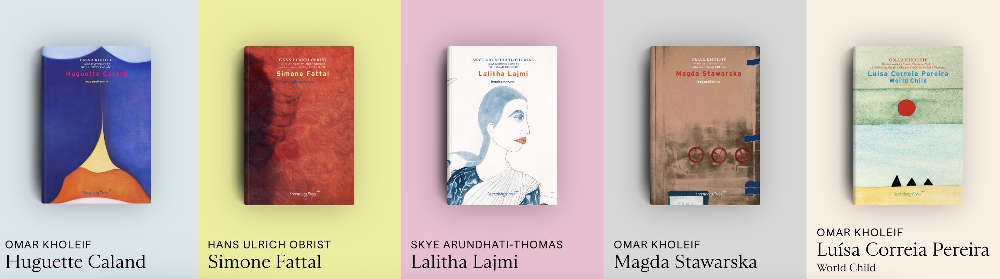 OMAR KHOLEIF
With an afterword by
DR BRIGITTE CALAND
Huguette Caland
imagineotherwise
SternbergPress
OMAR KHOLEIF
Huguette Caland
HANS ULRICH OBRIST
With an essay by Omar Kholeif
and an afterword by Rasha Salti
Simone Fattal
imagineotherwise
SternbergPress
HANS ULRICH OBRIST
Simone Fattal
SKYE ARUNDHATI-THOMAS
With additional words by
DR. OMAR KHOLEIF
Lalitha Lajmi
imagineotherwise
SternbergPress
SKYE ARUNDHATI-THOMAS
Lalitha Lajmi
OMAR KHOLEIF
With an afterword by
Lubaina Himid CBE RA
Magda Stawarska
imagineotherwise
SternbergPress
OMAR KHOLEIF
Magda Stawarska
OMAR KHOLEIF
With an essay by Maria Filomena Molder
an interlude by Sarah Perks and a reflection by Sofia Victorino
Luísa Correia Pereira
World Child
imagineotherwise
SternbergPress
OMAR KHOLEIF
Luísa Correia Pereira
World Child